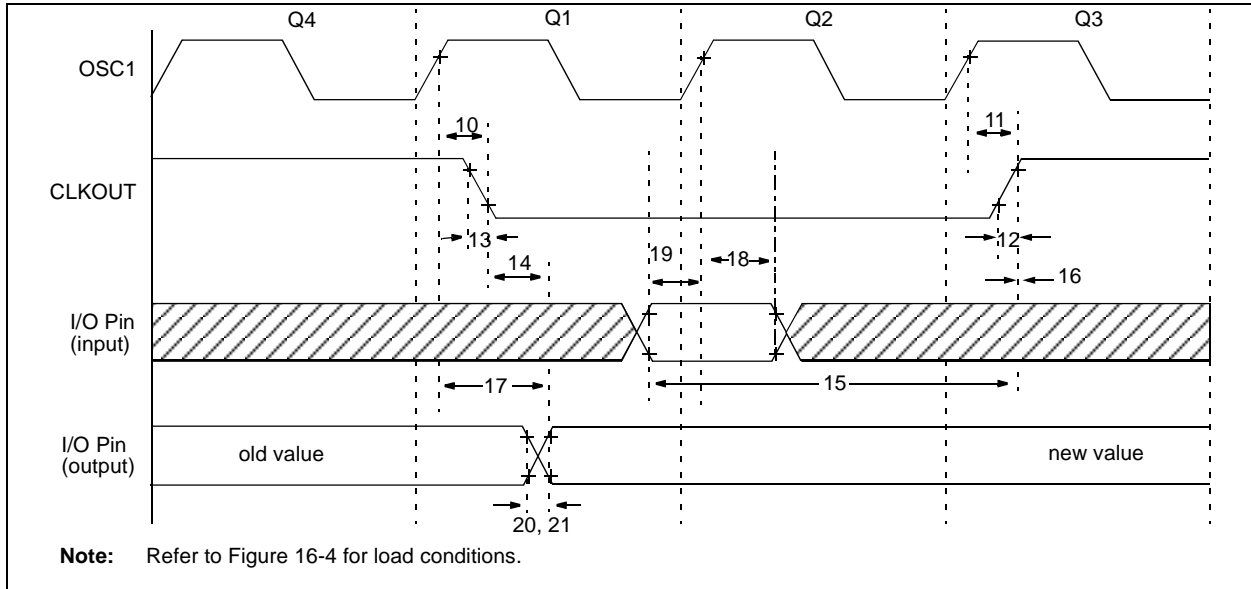 Q4 Q1 Q2 Q3
OSC1
10 11
CLKOUT
13 12
14 19 18 16
I/O Pin
(input)
17 15
I/O Pin
(output)
old value new value
20, 21
Note: Refer to Figure 16-4 for load conditions.